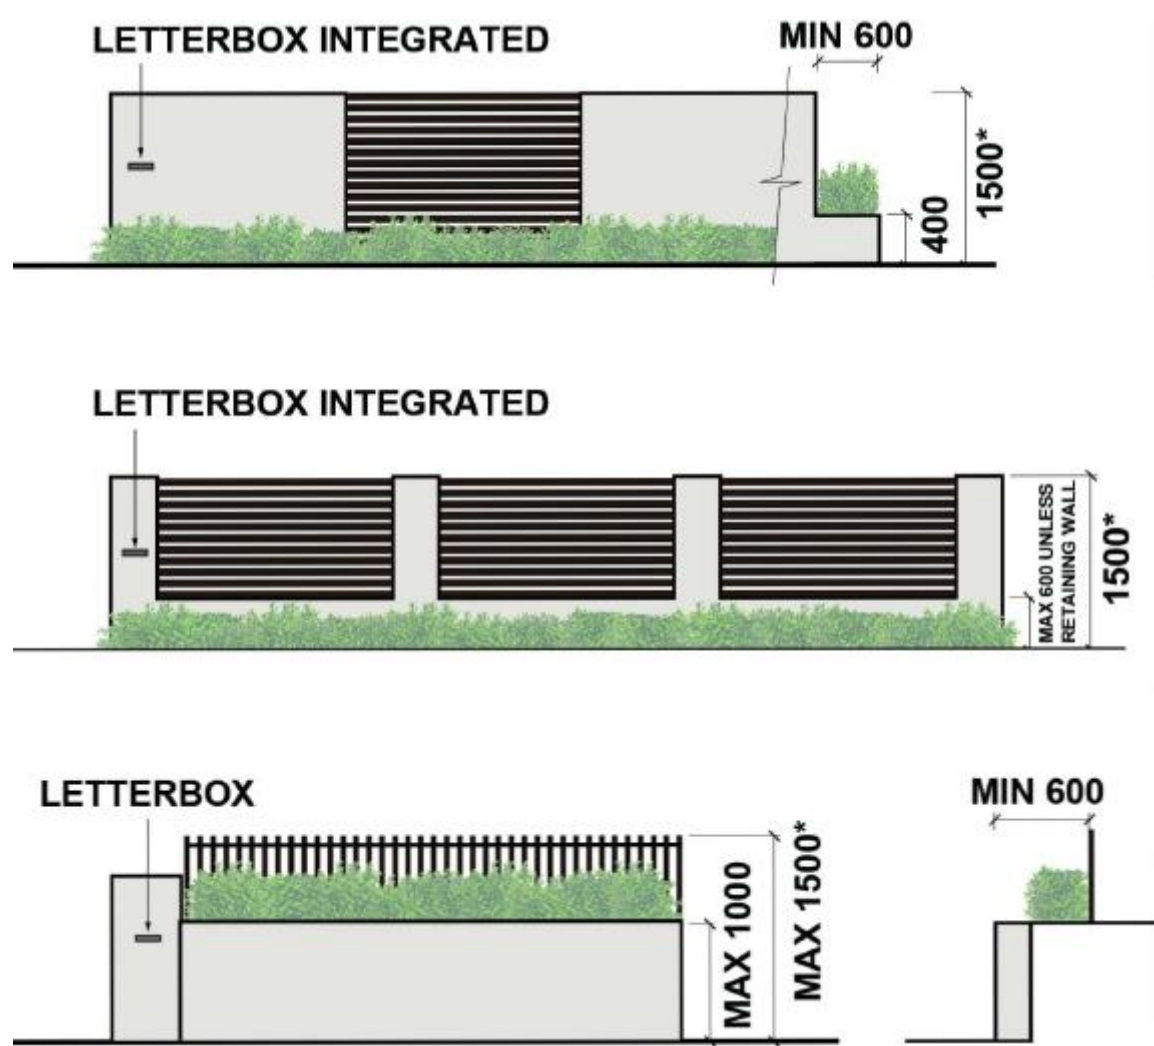 LETTERBOX INTEGRATED
MIN 600
400
1500*
LETTERBOX INTEGRATED
MAX 600 UNLESS
RETAINING WALL
1500*
LETTERBOX
MAX 1000
MAX 1500*
MIN 600